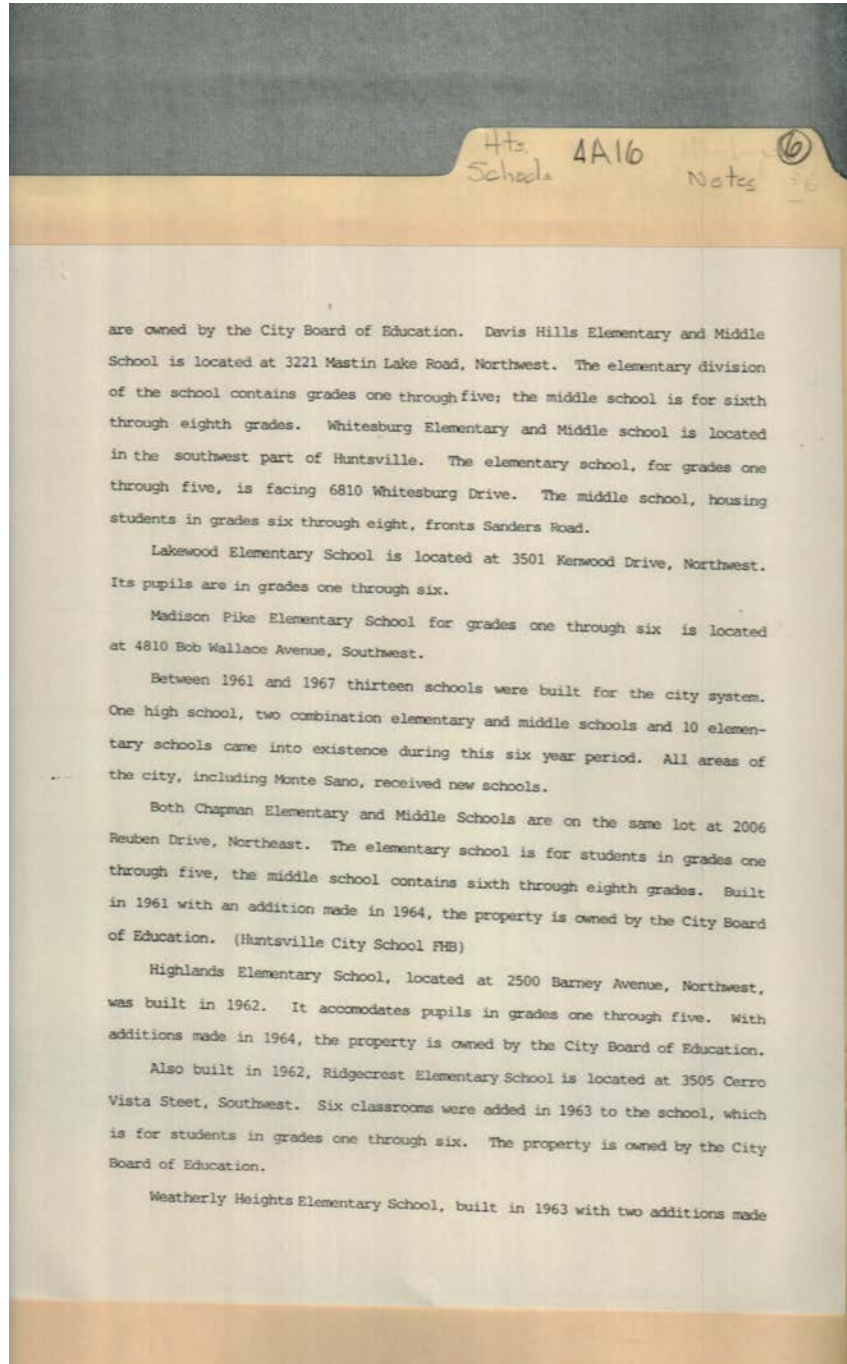 Hts. 4A16 6
Schools Notes
are owned by the City Board of Education. Davis Hills Elementary and Middle
School is located at 3221 Mastin Lake Road, Northwest. The elementary division
of the school contains grades one through five; the middle school is for sixth
through eighth grades. Whitesburg Elementary and Middle school is located
in the southwest part of Huntsville. The elementary school, for grades one
through five, is facing 6810 Whitesburg Drive. The middle school, housing
students in grades six through eight, fronts Sanders Road.
Lakewood Elementary School is located at 3501 Kenwood Drive, Northwest.
Its pupils are in grades one through six.
Madison Pike Elementary School for grades one through six is located
at 4810 Bob Wallace Avenue, Southwest.
Between 1961 and 1967 thirteen schools were built for the city system.
One high school, two combination elementary and middle schools and 10 elemen-
tary schools came into existence during this six year period. All areas of
the city, including Monte Sano, received new schools.
Both Chapman Elementary and Middle Schools are on the same lot at 2006
Reuben Drive, Northeast. The elementary school is for students in grades one
through five, the middle school contains sixth through eighth grades. Built
in 1961 with an addition made in 1964, the property is owned by the City Board
of Education. (Huntsville City School FHB)
Highlands Elementary School, located at 2500 Barney Avenue, Northwest,
was built in 1962. It accomodates pupils in grades one through five. With
additions made in 1964, the property is owned by the City Board of Education.
Also built in 1962, Ridgecrest Elementary School is located at 3505 Cerro
Vista Steet, Southwest. Six classrooms were added in 1963 to the school, which
is for students in grades one through six. The property is owned by the City
Board of Education.
Weatherly Heights Elementary School, built in 1963 with two additions made